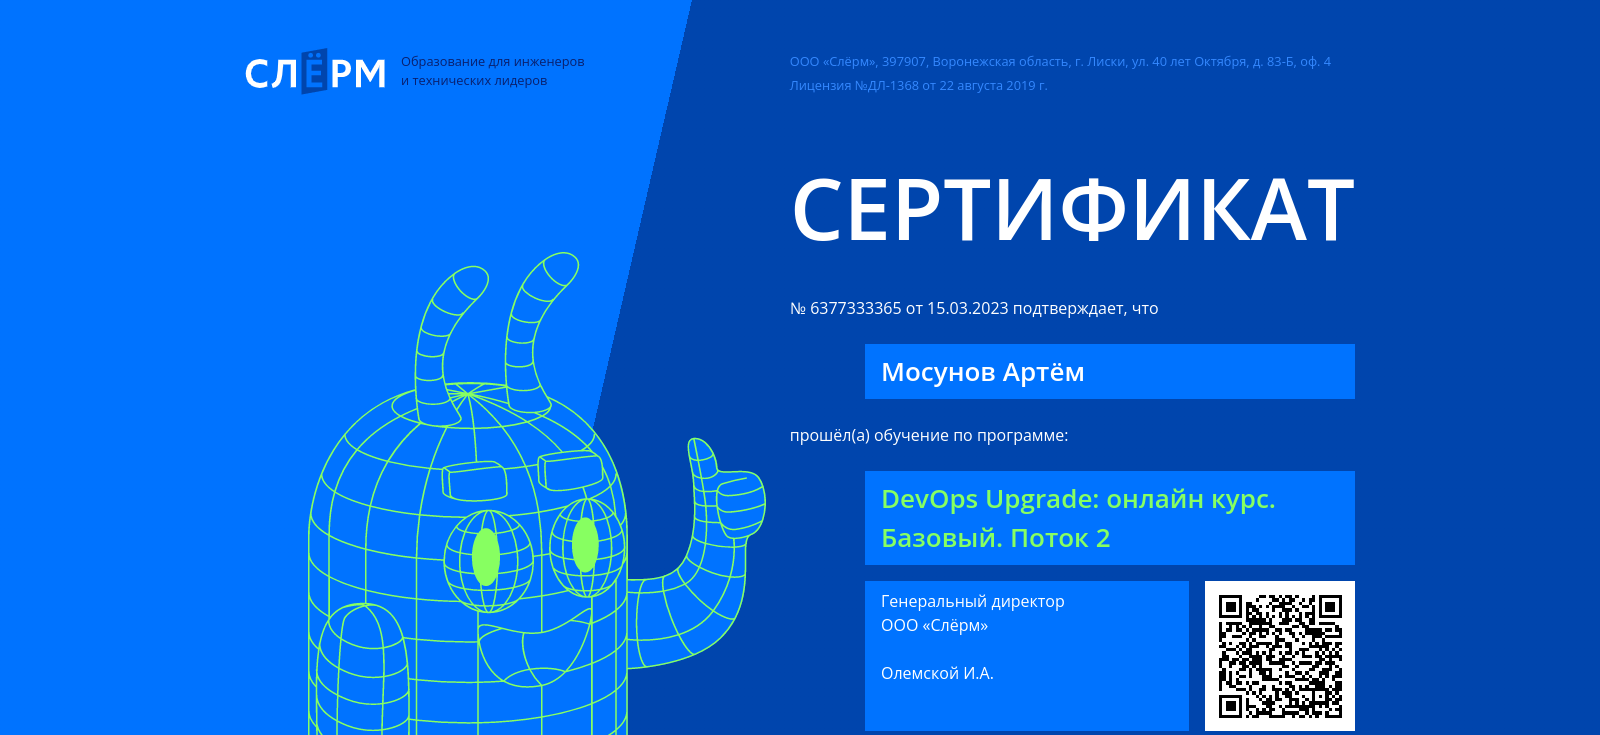 СЛЁРМ
Образование для инженеров
и технических лидеров
ООО «Слёрм», 397907, Воронежская область, г. Лиски, ул. 40 лет Октября, д. 83-Б, оф. 4
Лицензия №ДЛ-1368 от 22 августа 2019 г.
СЕРТИФИКАТ
№ 6377333365 от 15.03.2023 подтверждает, что
Мосунов Артём
прошёл(а) обучение по программе:
DevOps Upgrade: онлайн курс.
Базовый. Поток 2
Генеральный директор
ООО «Слёрм»
Олемской И.А.